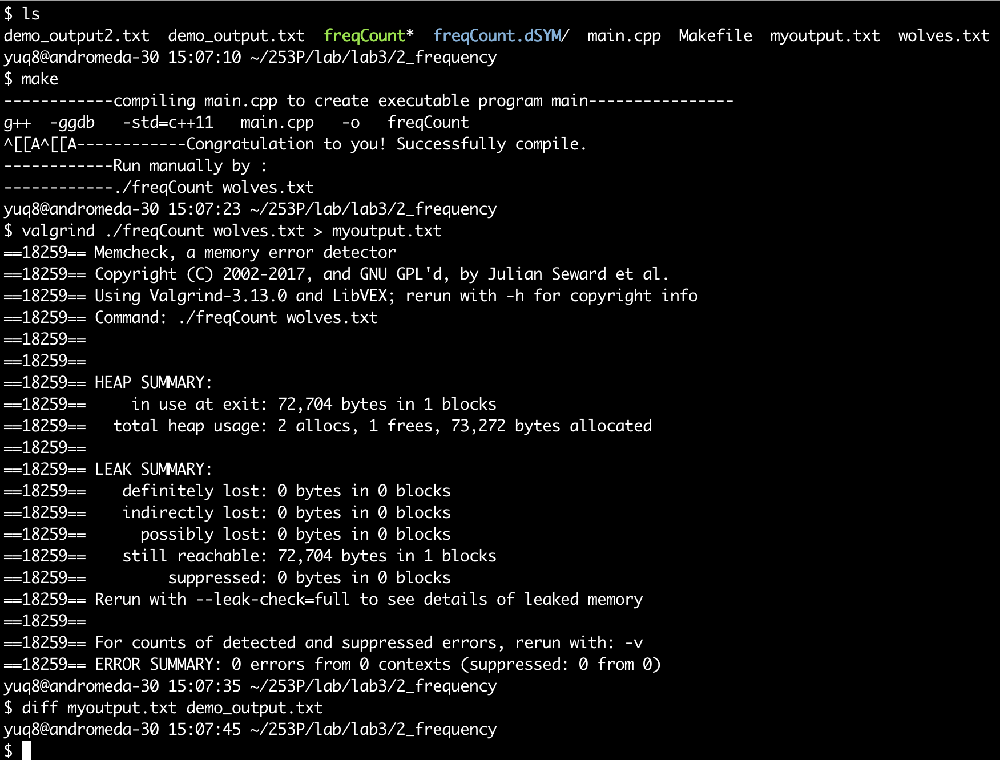 $ ls
demo_output2.txt  demo_output.txt  freqCount*  freqCount.dSYM/  main.cpp  Makefile  myoutput.txt  wolves.txt
yuq8@andromeda-30 15:07:10 ~/253P/lab/lab3/2_frequency
$ make
------------compiling main.cpp to create executable program main----------------
g++  -ggdb   -std=c++11   main.cpp   -o   freqCount
^[[A^[[A------------Congratulation to you! Successfully compile.
------------Run manually by :
------------./freqCount wolves.txt
yuq8@andromeda-30 15:07:23 ~/253P/lab/lab3/2_frequency
$ valgrind ./freqCount wolves.txt > myoutput.txt
==18259== Memcheck, a memory error detector
==18259== Copyright (C) 2002-2017, and GNU GPL'd, by Julian Seward et al.
==18259== Using Valgrind-3.13.0 and LibVEX; rerun with -h for copyright info
==18259== Command: ./freqCount wolves.txt
==18259==
==18259==
==18259== HEAP SUMMARY:
==18259==     in use at exit: 72,704 bytes in 1 blocks
==18259==   total heap usage: 2 allocs, 1 frees, 73,272 bytes allocated
==18259==
==18259== LEAK SUMMARY:
==18259==    definitely lost: 0 bytes in 0 blocks
==18259==    indirectly lost: 0 bytes in 0 blocks
==18259==      possibly lost: 0 bytes in 0 blocks
==18259==    still reachable: 72,704 bytes in 1 blocks
==18259==         suppressed: 0 bytes in 0 blocks
==18259== Rerun with --leak-check=full to see details of leaked memory
==18259==
==18259== For counts of detected and suppressed errors, rerun with: -v
==18259== ERROR SUMMARY: 0 errors from 0 contexts (suppressed: 0 from 0)
yuq8@andromeda-30 15:07:35 ~/253P/lab/lab3/2_frequency
$ diff myoutput.txt demo_output.txt
yuq8@andromeda-30 15:07:45 ~/253P/lab/lab3/2_frequency
$